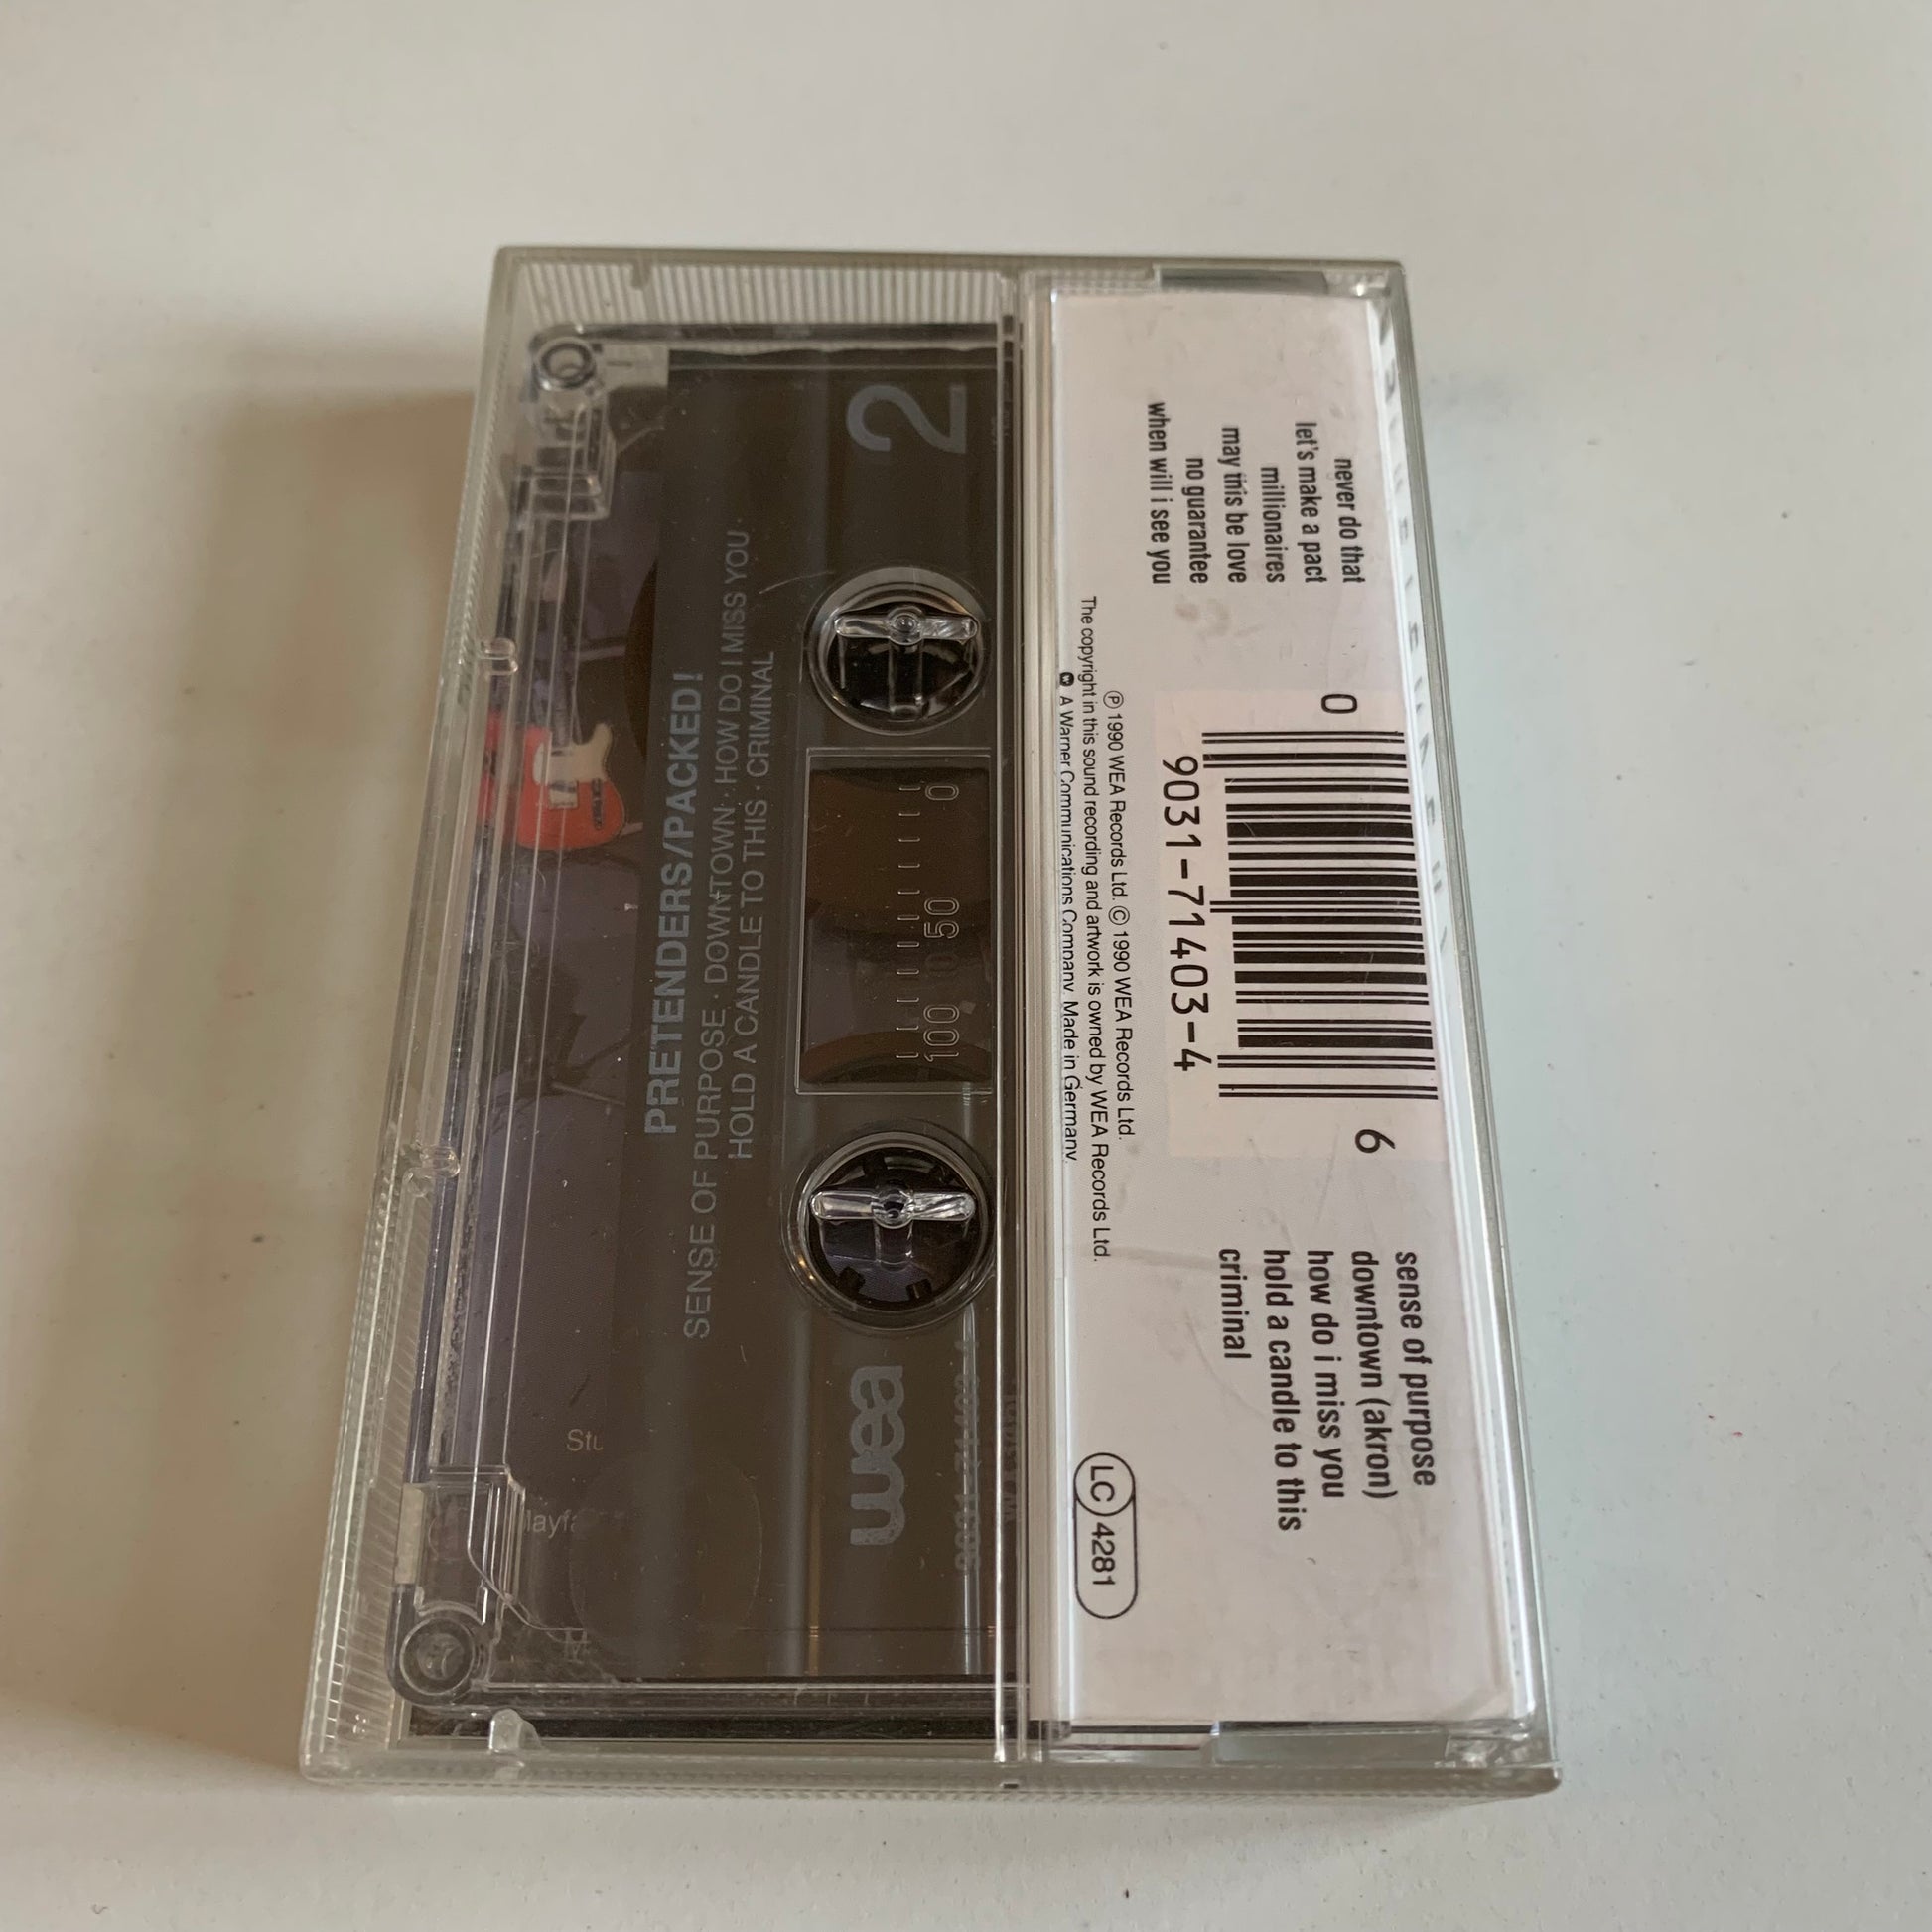 2
PRETENDERS/PACKED!
SENSE OF PURPOSE · DOWNTOWN · HOW DO I MISS YOU ·
HOLD A CANDLE TO THIS · CRIMINAL
0 50 100
wea
Stu
never do that
let's make a pact
millionaires
may this be love
no guarantee
when will i see you
0
9031-71403-4
6
sense of purpose
downtown (akron)
how do i miss you
hold a candle to this
criminal
℗ 1990 WEA Records Ltd. © 1990 WEA Records Ltd.
The copyright in this sound recording and artwork is owned by WEA Records Ltd.
A Warner Communications Company. Made in Germany.
LC 4281